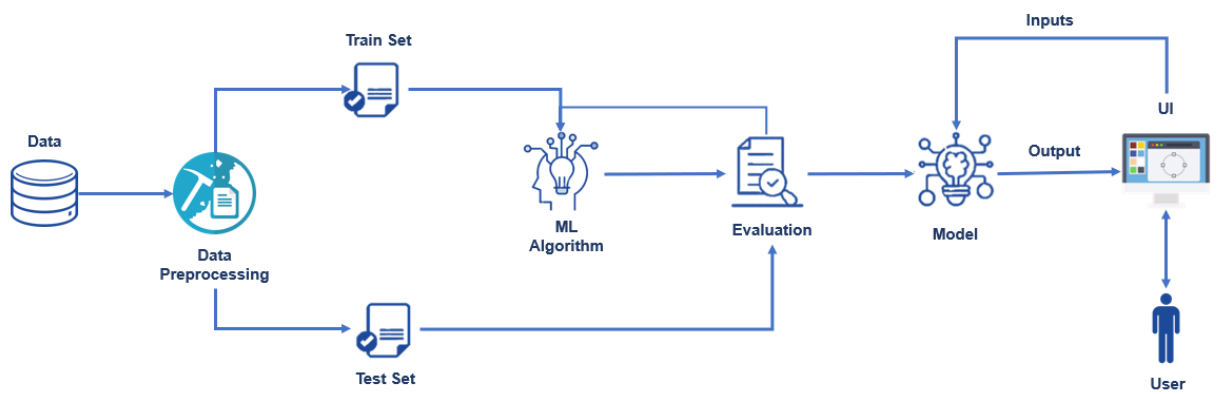 Inputs
Train Set
UI
Data
Output
ML
Algorithm
Evaluation
Model
Data
Preprocessing
Test Set
User